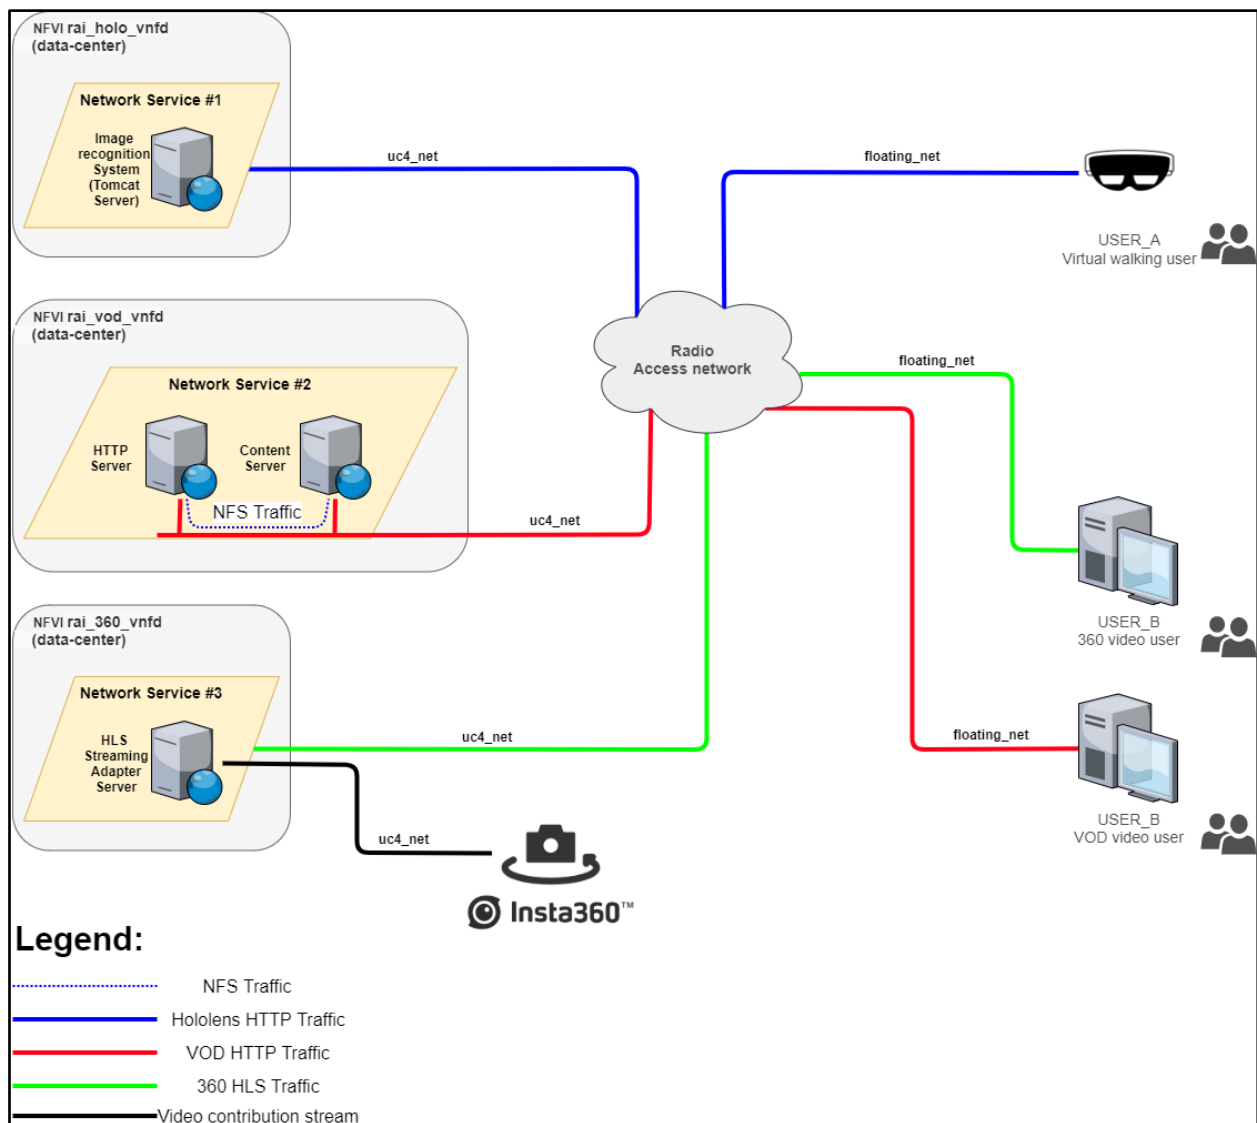 NFVI rai_holo_vnfd
(data-center)
Network Service #1
Image
recognition
System
(Tomcat
Server)
uc4_net
floating_net
USER_A
Virtual walking user
NFVI rai_vod_vnfd
(data-center)
Network Service #2
HTTP
Server
Content
Server
NFS Traffic
uc4_net
Radio
Access network
floating_net
USER_B
360 video user
NFVI rai_360_vnfd
(data-center)
Network Service #3
HLS
Streaming
Adapter
Server
uc4_net
uc4_net
floating_net
USER_B
VOD video user
Insta360™
Legend:
NFS Traffic
Hololens HTTP Traffic
VOD HTTP Traffic
360 HLS Traffic
Video contribution stream